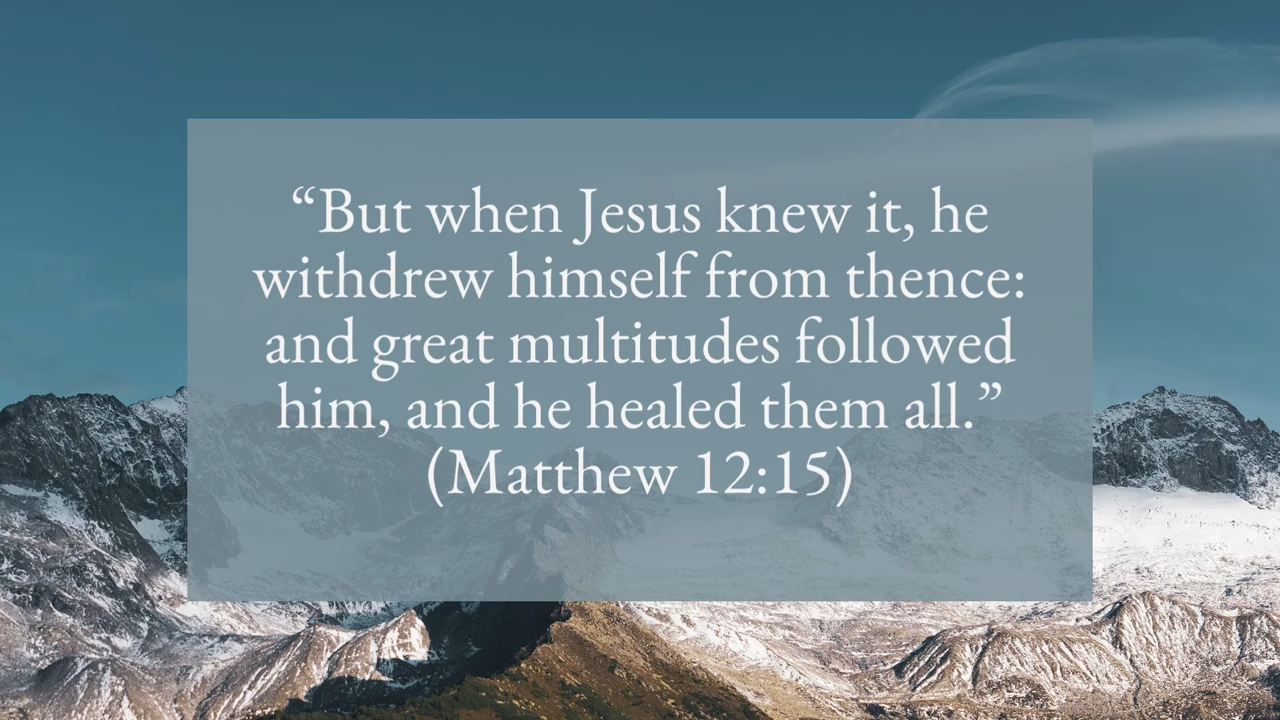 “But when Jesus knew it, he
withdrew himself from thence:
and great multitudes followed
him, and he healed them all.”
(Matthew 12:15)